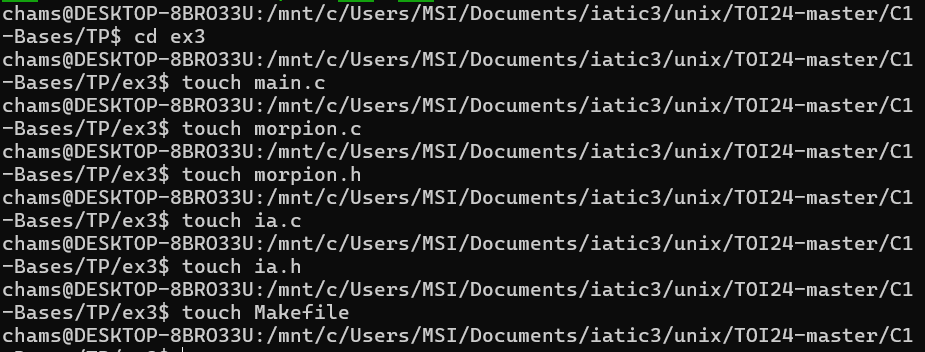 chams@DESKTOP-8BRO33U:/mnt/c/Users/MSI/Documents/iatic3/unix/TOI24-master/C1
-Bases/TP$ cd ex3
chams@DESKTOP-8BRO33U:/mnt/c/Users/MSI/Documents/iatic3/unix/TOI24-master/C1
-Bases/TP/ex3$ touch main.c
chams@DESKTOP-8BRO33U:/mnt/c/Users/MSI/Documents/iatic3/unix/TOI24-master/C1
-Bases/TP/ex3$ touch morpion.c
chams@DESKTOP-8BRO33U:/mnt/c/Users/MSI/Documents/iatic3/unix/TOI24-master/C1
-Bases/TP/ex3$ touch morpion.h
chams@DESKTOP-8BRO33U:/mnt/c/Users/MSI/Documents/iatic3/unix/TOI24-master/C1
-Bases/TP/ex3$ touch ia.c
chams@DESKTOP-8BRO33U:/mnt/c/Users/MSI/Documents/iatic3/unix/TOI24-master/C1
-Bases/TP/ex3$ touch ia.h
chams@DESKTOP-8BRO33U:/mnt/c/Users/MSI/Documents/iatic3/unix/TOI24-master/C1
-Bases/TP/ex3$ touch Makefile
chams@DESKTOP-8BRO33U:/mnt/c/Users/MSI/Documents/iatic3/unix/TOI24-master/C1
-Bases/TP/ex3$